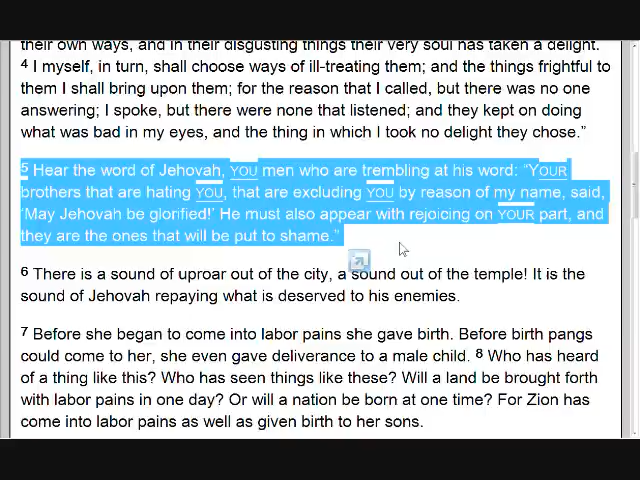 their own ways, and in their disgusting things their very soul has taken a delight.
4 I myself, in turn, shall choose ways of ill-treating them; and the things frightful to
them I shall bring upon them; for the reason that I called, but there was no one
answering; I spoke, but there were none that listened; and they kept on doing
what was bad in my eyes, and the thing in which I took no delight they chose.”
5 Hear the word of Jehovah, YOU men who are trembling at his word: “YOUR
brothers that are hating YOU, that are excluding YOU by reason of my name, said,
‘May Jehovah be glorified!’ He must also appear with rejoicing on YOUR part, and
they are the ones that will be put to shame.”
6 There is a sound of uproar out of the city, a sound out of the temple! It is the
sound of Jehovah repaying what is deserved to his enemies.
7 Before she began to come into labor pains she gave birth. Before birth pangs
could come to her, she even gave deliverance to a male child. 8 Who has heard
of a thing like this? Who has seen things like these? Will a land be brought forth
with labor pains in one day? Or will a nation be born at one time? For Zion has
come into labor pains as well as given birth to her sons.